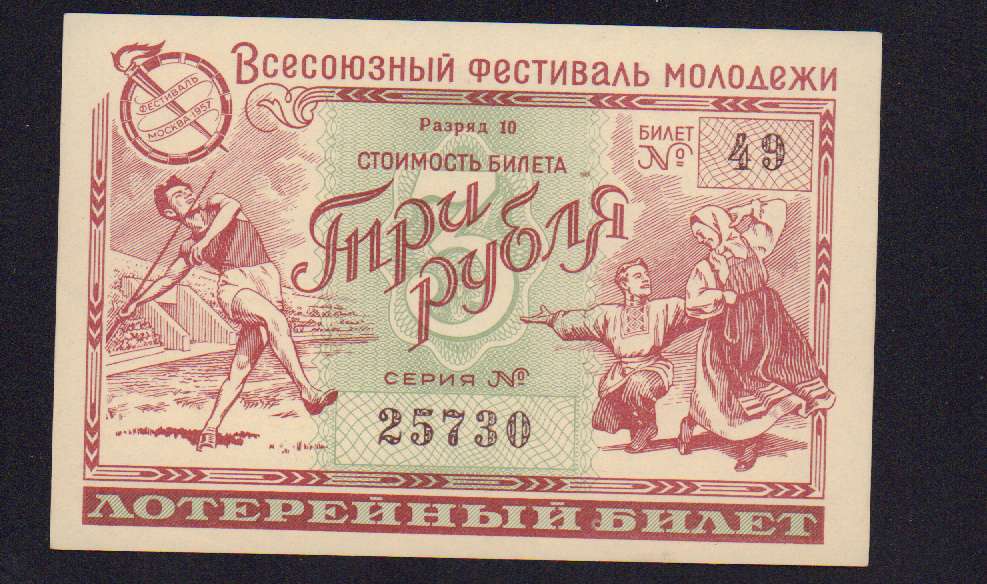 Всесоюзный фестиваль молодежи
ФЕСТИВАЛЬ
МОСКВА 1957
Разряд 10
СТОИМОСТЬ БИЛЕТА
3
Три
рубля
БИЛЕТ
№
49
СЕРИЯ №
25730
ЛОТЕРЕЙНЫЙ БИЛЕТ